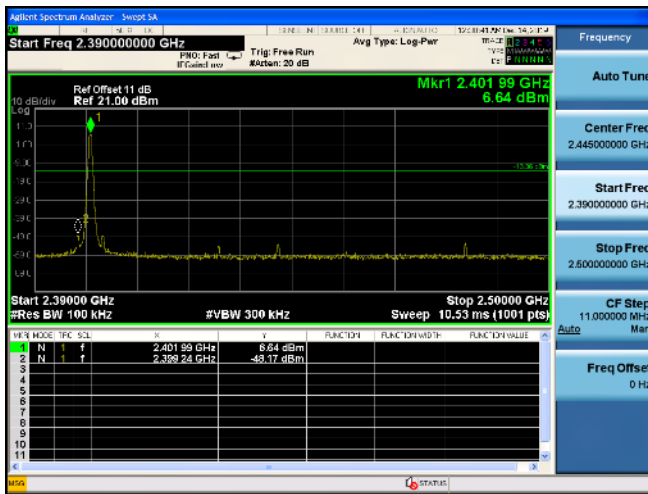 Agilent Spectrum Analyzer - Swept SA
Start Freq 2.390000000 GHz
PNO: Fast
IFGain:Low
Trig: Free Run
#Atten: 20 dB
Avg Type: Log-Pwr
Frequency
Auto Tune
Ref Offset 11 dB
Ref 21.00 dBm
10 dB/div
Log
Mkr1 2.401 99 GHz
6.64 dBm
1
2
Center Freq
2.445000000 GHz
Start Freq
2.390000000 GHz
Stop Freq
2.500000000 GHz
CF Step
11.000000 MHz
Auto Man
Freq Offset
0 Hz
Start 2.39000 GHz
Stop 2.50000 GHz
#Res BW 100 kHz
#VBW 300 kHz
Sweep 10.53 ms (1001 pts)
MKR MODE TRC SCL X Y FUNCTION FUNCTION WIDTH FUNCTION VALUE
1 N 1 f 2.401 99 GHz 6.64 dBm
2 N 1 f 2.399 24 GHz -48.17 dBm
3
4
5
6
7
8
9
10
11
MSG
STATUS